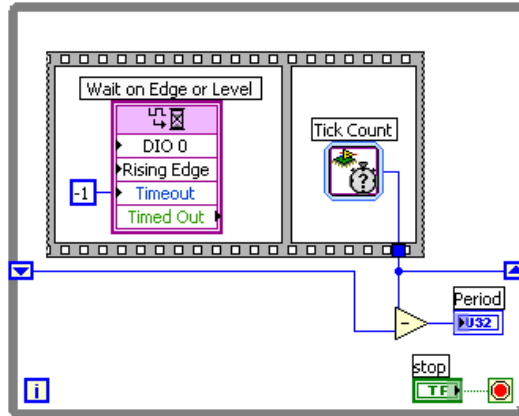 Wait on Edge or Level
DIO 0
Rising Edge
-1
Timeout
Timed Out
Tick Count
?
-
Period
U32
stop
TF
i